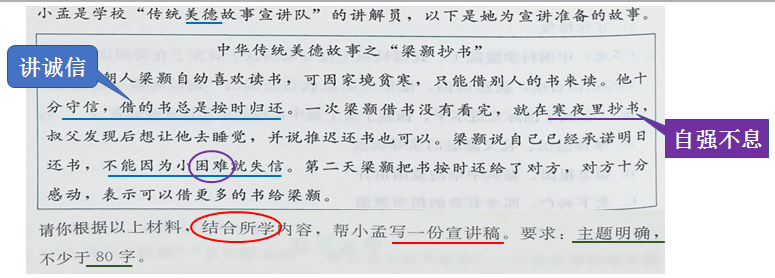 小孟是学校“传统美德故事宣讲队”的讲解员，以下是她为宣讲准备的故事。
中华传统美德故事之“梁颢抄书”
讲诚信
朝人梁颢自幼喜欢读书，可因家境贫寒，只能借别人的书来读。他十
分守信，借的书总是按时归还。一次梁颢借书没有看完，就在寒夜里抄书，
叔父发现后想让他去睡觉，并说推迟还书也可以。梁颢说自己已经承诺明日
自强不息
还书，不能因为小困难就失信。第二天梁颢把书按时还给了对方，对方十分
感动，表示可以借更多的书给梁颢。
请你根据以上材料，结合所学内容，帮小孟写一份宣讲稿。要求：主题明确，
不少于 80 字。